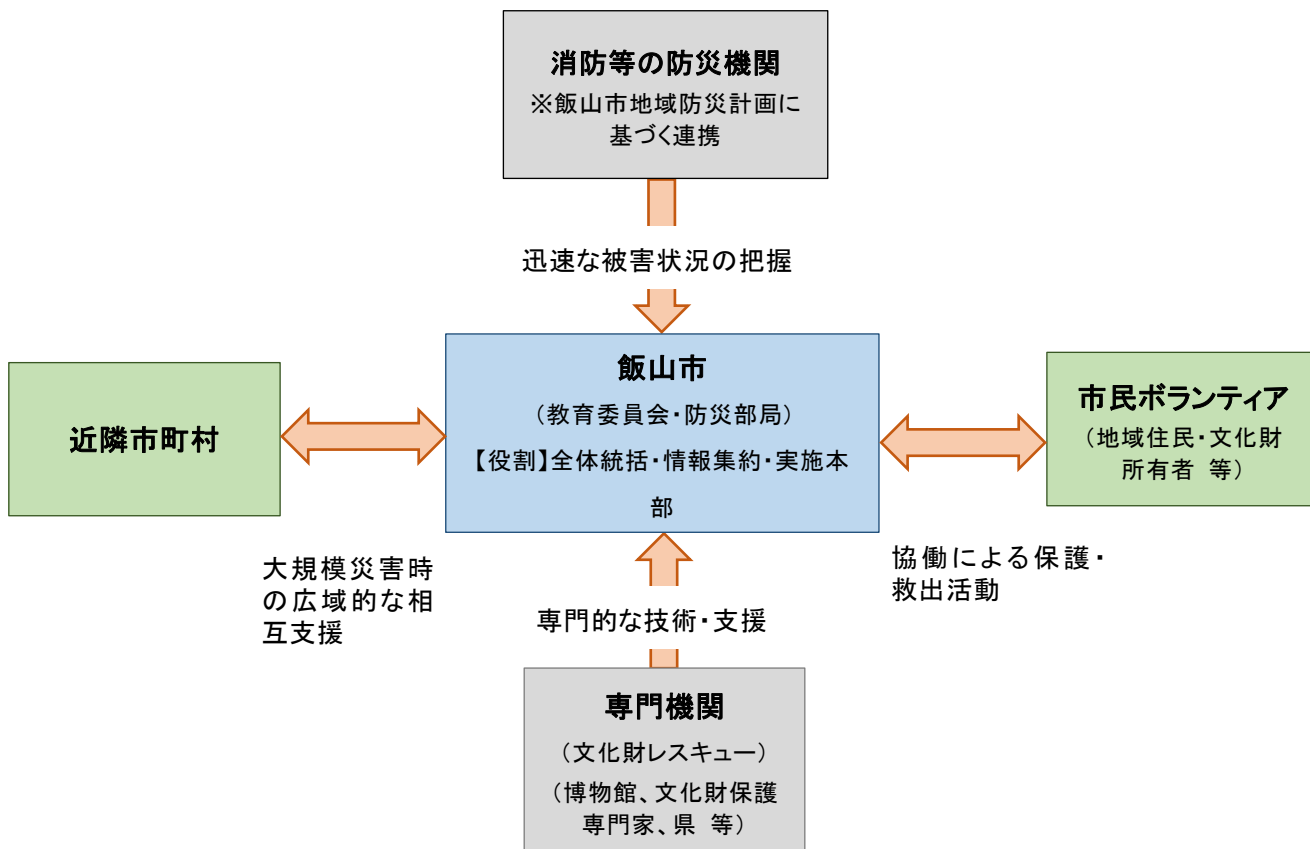 消防等の防災機関
※飯山市地域防災計画に
基づく連携
迅速な被害状況の把握
飯山市
（教育委員会・防災部局）
【役割】全体統括・情報集約・実施本
部
近隣市町村
市民ボランティア
（地域住民・文化財
所有者 等）
大規模災害時
の広域的な相
互支援
協働による保護・
救出活動
専門的な技術・支援
専門機関
（文化財レスキュー）
（博物館、文化財保護
専門家、県 等）